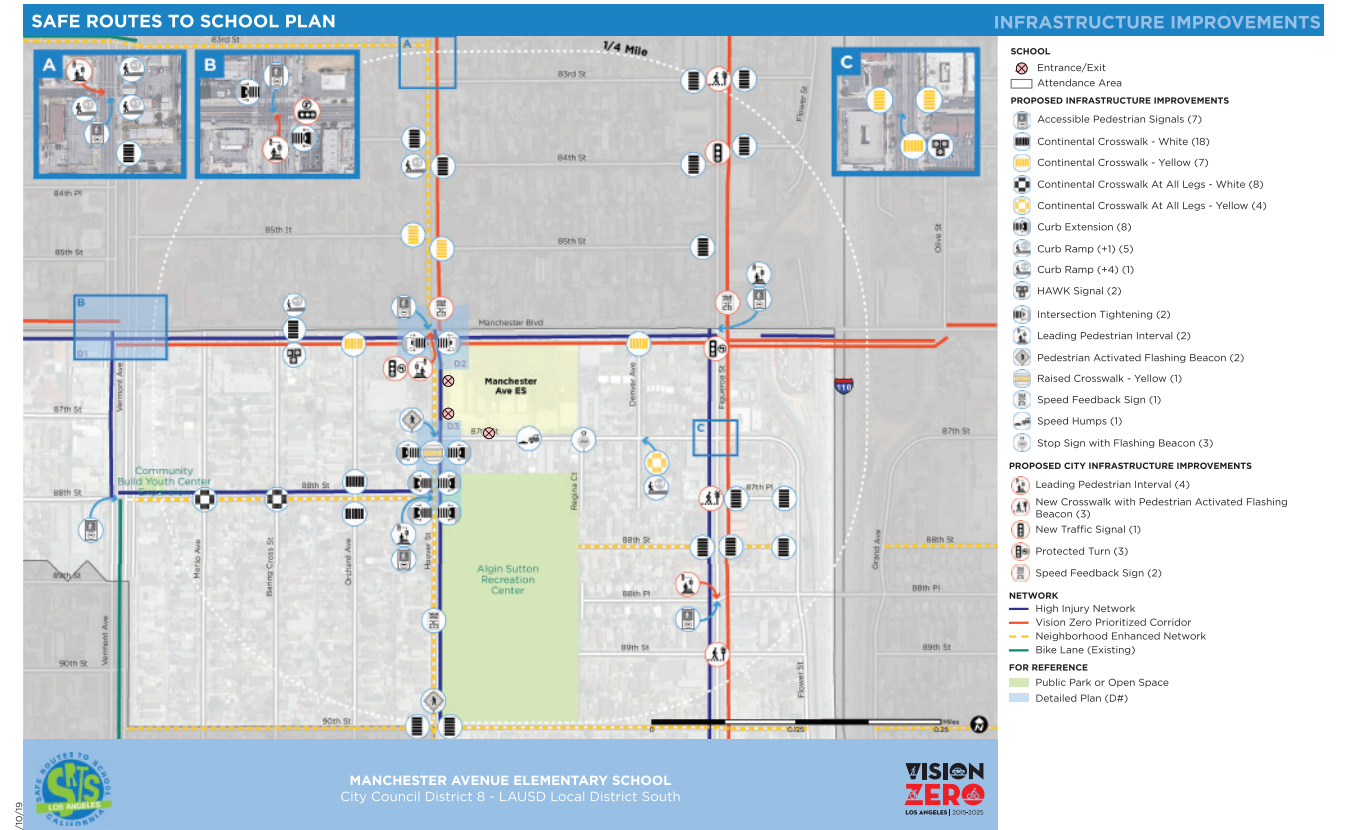 SAFE ROUTES TO SCHOOL PLAN
INFRASTRUCTURE IMPROVEMENTS
83rd St
A
1/4 Mile
A
B
C
83rd St
Flower St
84th St
84th Pl
85th St
85th St
85th St
Olive St
B
D1
Manchester Blvd
D2
Manchester
Ave ES
Vermont Ave
Denver Ave
Figueroa St
110
87th St
D3
87th St
C
87th St
Community
Build Youth Center
88th St
88th St
Regina Ct
87th Pl
Menlo Ave
Baring Cross St
Orchard Ave
Hoover St
88th St
Grand Ave
88th St
89th St
Algin Sutton
Recreation
Center
88th Pl
88th Pl
Vermont Ave
89th St
89th St
90th St
Flower St
90th St
0
0.125
0.25
Miles
SCHOOL
Entrance/Exit
Attendance Area
PROPOSED INFRASTRUCTURE IMPROVEMENTS
Accessible Pedestrian Signals (7)
Continental Crosswalk - White (18)
Continental Crosswalk - Yellow (7)
Continental Crosswalk At All Legs - White (8)
Continental Crosswalk At All Legs - Yellow (4)
Curb Extension (8)
Curb Ramp (+1) (5)
Curb Ramp (+4) (1)
HAWK Signal (2)
Intersection Tightening (2)
Leading Pedestrian Interval (2)
Pedestrian Activated Flashing Beacon (2)
Raised Crosswalk - Yellow (1)
Speed Feedback Sign (1)
Speed Humps (1)
Stop Sign with Flashing Beacon (3)
PROPOSED CITY INFRASTRUCTURE IMPROVEMENTS
Leading Pedestrian Interval (4)
New Crosswalk with Pedestrian Activated Flashing
Beacon (3)
New Traffic Signal (1)
Protected Turn (3)
Speed Feedback Sign (2)
NETWORK
High Injury Network
Vision Zero Prioritized Corridor
Neighborhood Enhanced Network
Bike Lane (Existing)
FOR REFERENCE
Public Park or Open Space
Detailed Plan (D#)
/10/19
SAFE ROUTES TO SCHOOL
SRTS
LOS ANGELES
CALIFORNIA
MANCHESTER AVENUE ELEMENTARY SCHOOL
City Council District 8 - LAUSD Local District South
VISION
ZERO
LOS ANGELES | 2015-2025